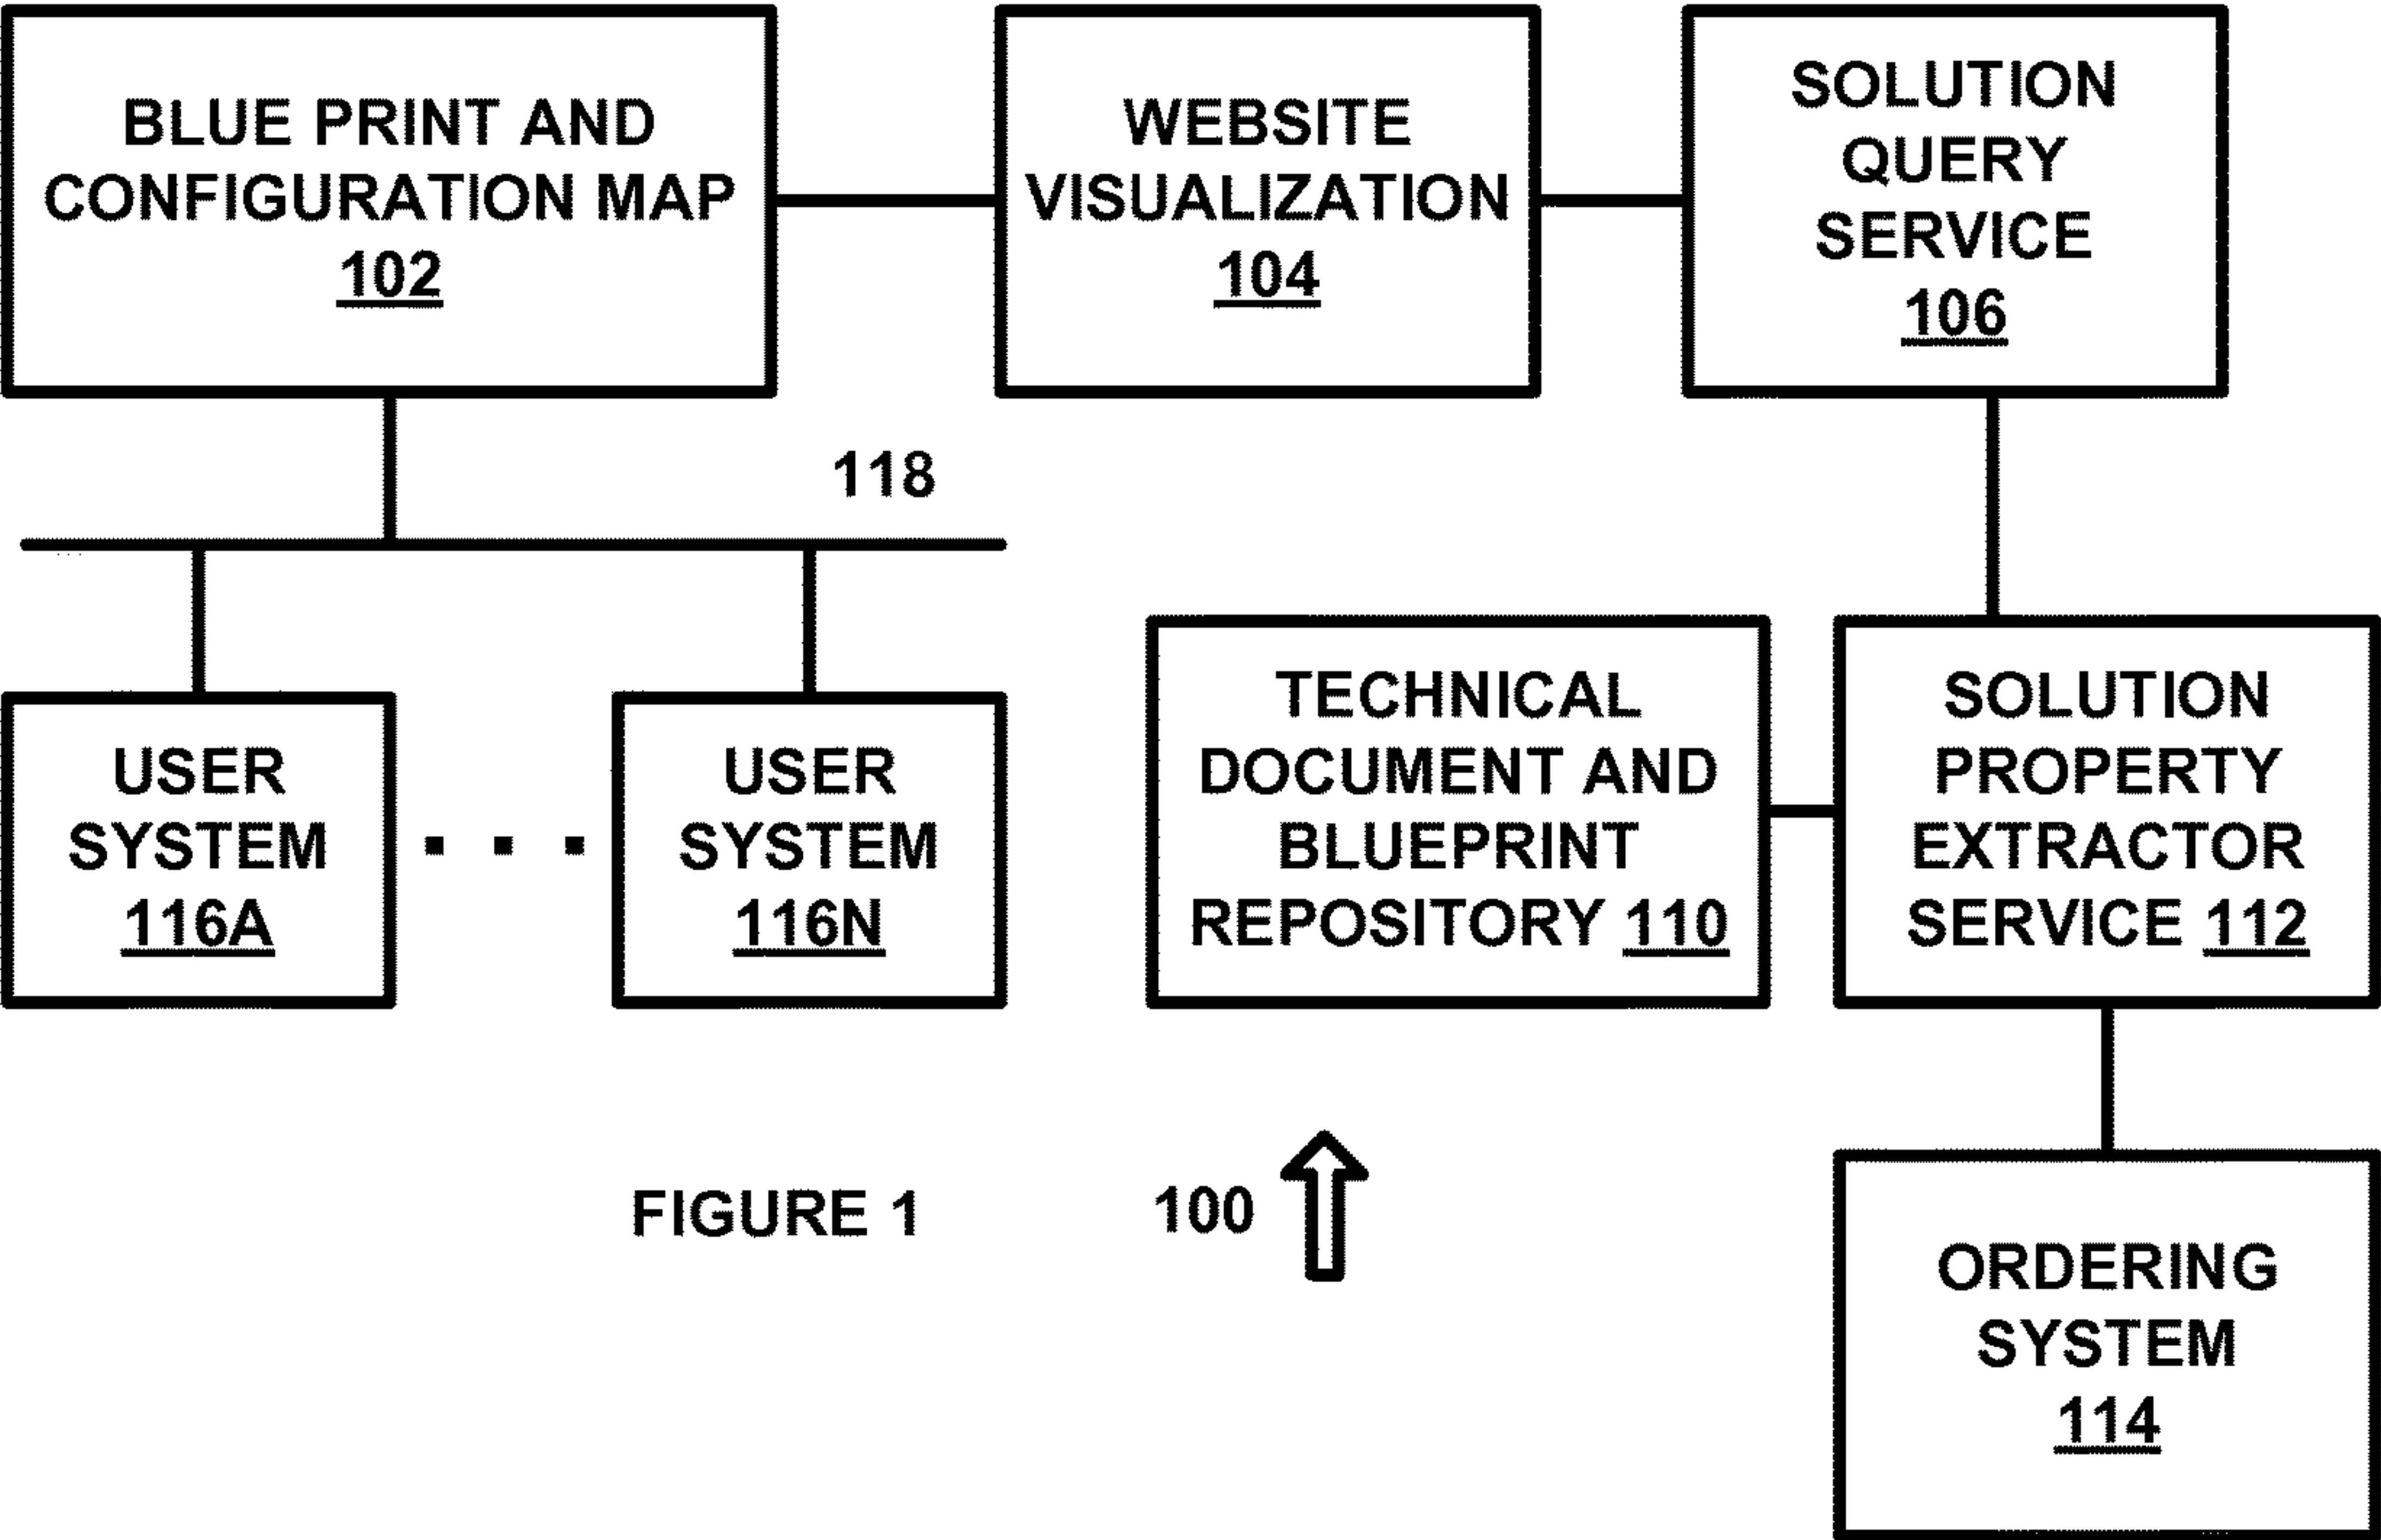 BLUE PRINT AND
CONFIGURATION MAP
102
WEBSITE
VISUALIZATION
104
SOLUTION
QUERY
SERVICE
106
118
USER
SYSTEM
116A
USER
SYSTEM
116N
TECHNICAL
DOCUMENT AND
BLUEPRINT
REPOSITORY 110
SOLUTION
PROPERTY
EXTRACTOR
SERVICE 112
FIGURE 1
100
ORDERING
SYSTEM
114